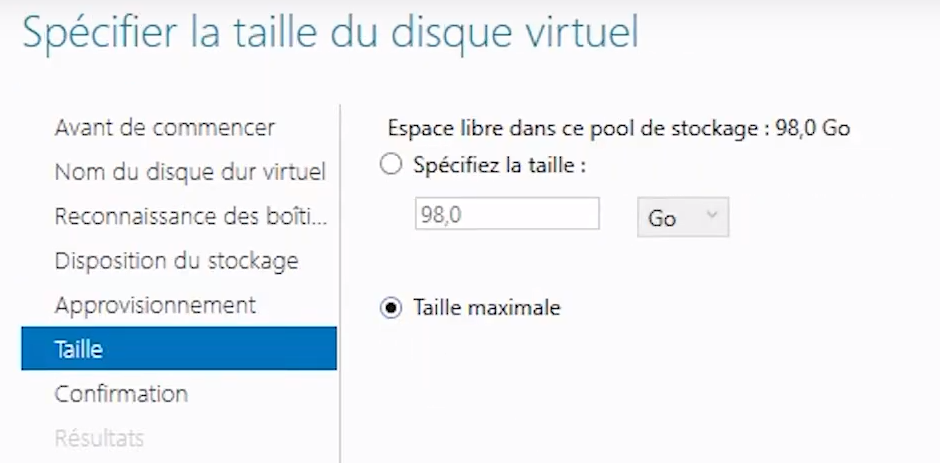 Spécifier la taille du disque virtuel
Avant de commencer
Nom du disque dur virtuel
Reconnaissance des boîti...
Disposition du stockage
Approvisionnement
Taille
Confirmation
Résultats
Espace libre dans ce pool de stockage : 98,0 Go
Spécifiez la taille :
98,0 Go
Taille maximale